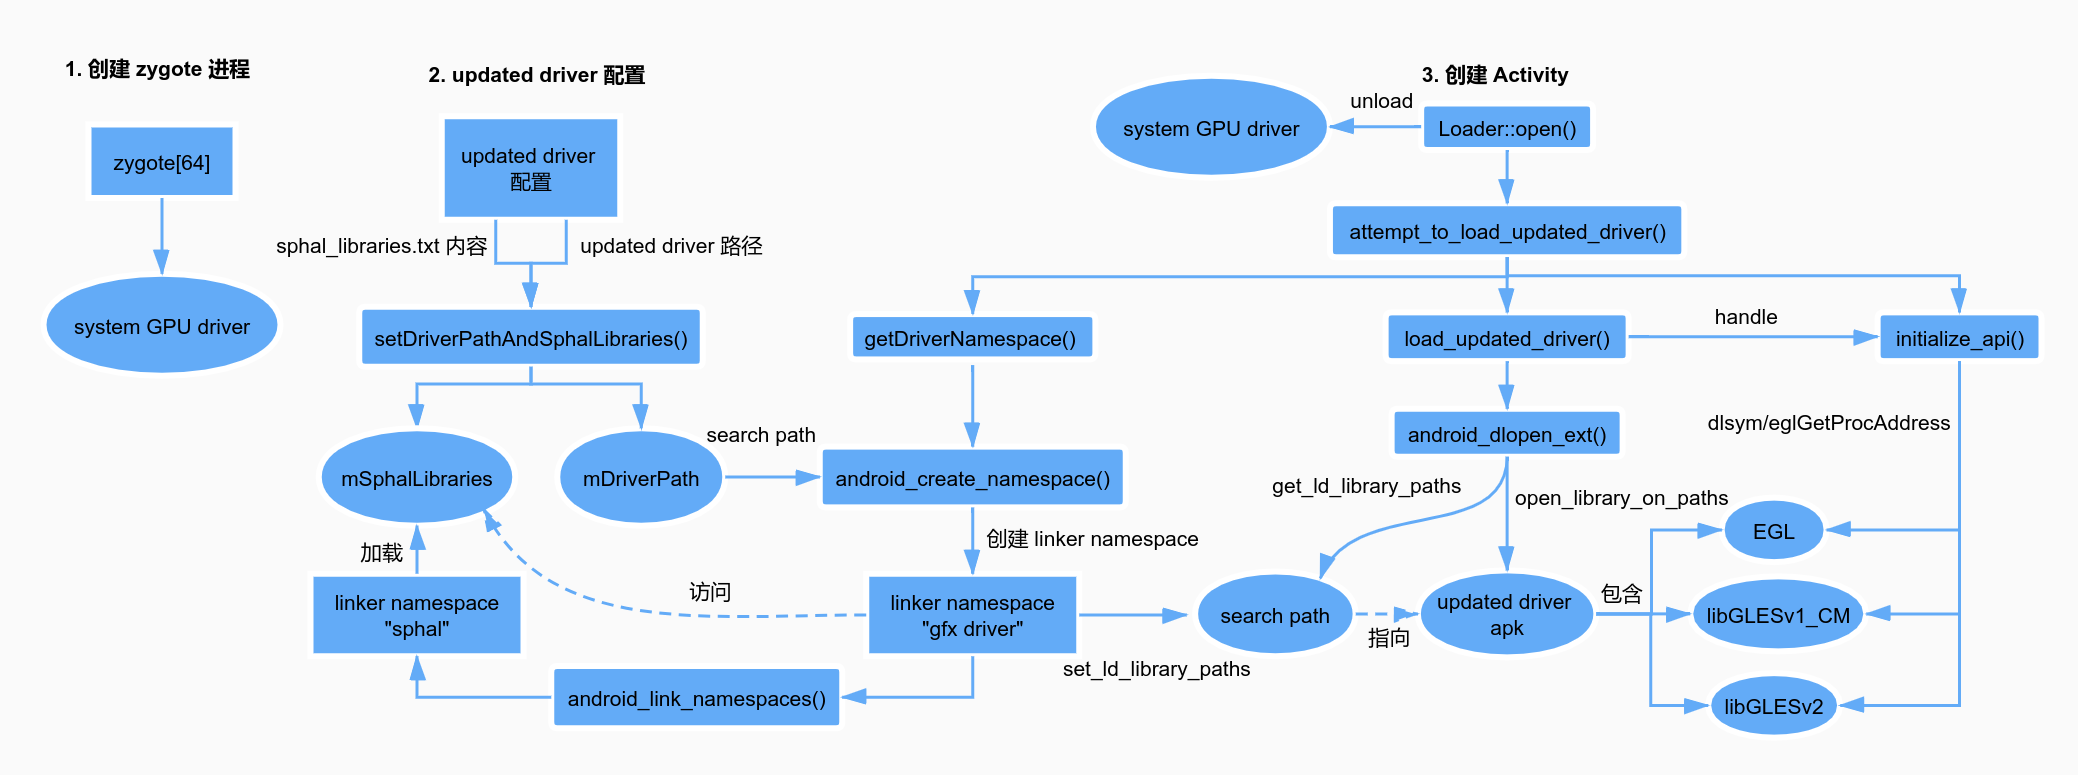 1. 创建 zygote 进程
zygote[64]
system GPU driver
2. updated driver 配置
updated driver
配置
sphal_libraries.txt 内容
updated driver 路径
setDriverPathAndSphalLibraries()
mSphalLibraries
mDriverPath
search path
加载
linker namespace
"sphal"
访问
android_link_namespaces()
3. 创建 Activity
unload
system GPU driver
Loader::open()
attempt_to_load_updated_driver()
getDriverNamespace()
load_updated_driver()
handle
initialize_api()
android_create_namespace()
创建 linker namespace
linker namespace
"gfx driver"
set_ld_library_paths
android_dlopen_ext()
get_ld_library_paths
open_library_on_paths
dlsym/eglGetProcAddress
search path
指向
updated driver
apk
包含
EGL
libGLESv1_CM
libGLESv2